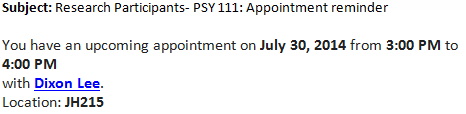 Subject: Research Participants- PSY 111: Appointment reminder
You have an upcoming appointment on July 30, 2014 from 3:00 PM to
4:00 PM
with Dixon Lee.
Location: JH215